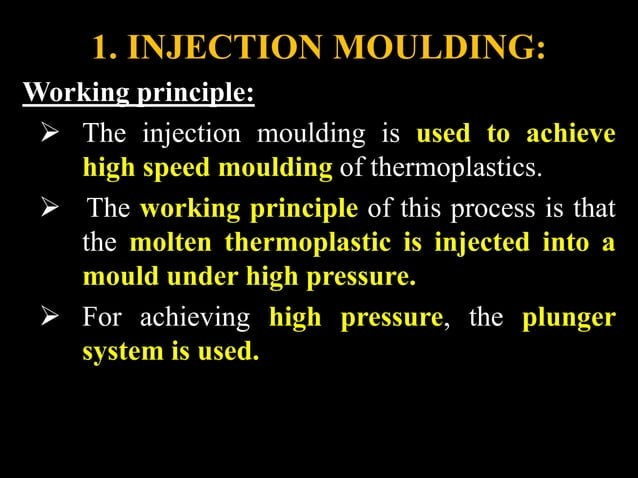 1. INJECTION MOULDING:
Working principle:
➢ The injection moulding is used to achieve
high speed moulding of thermoplastics.
➢ The working principle of this process is that
the molten thermoplastic is injected into a
mould under high pressure.
➢ For achieving high pressure, the plunger
system is used.